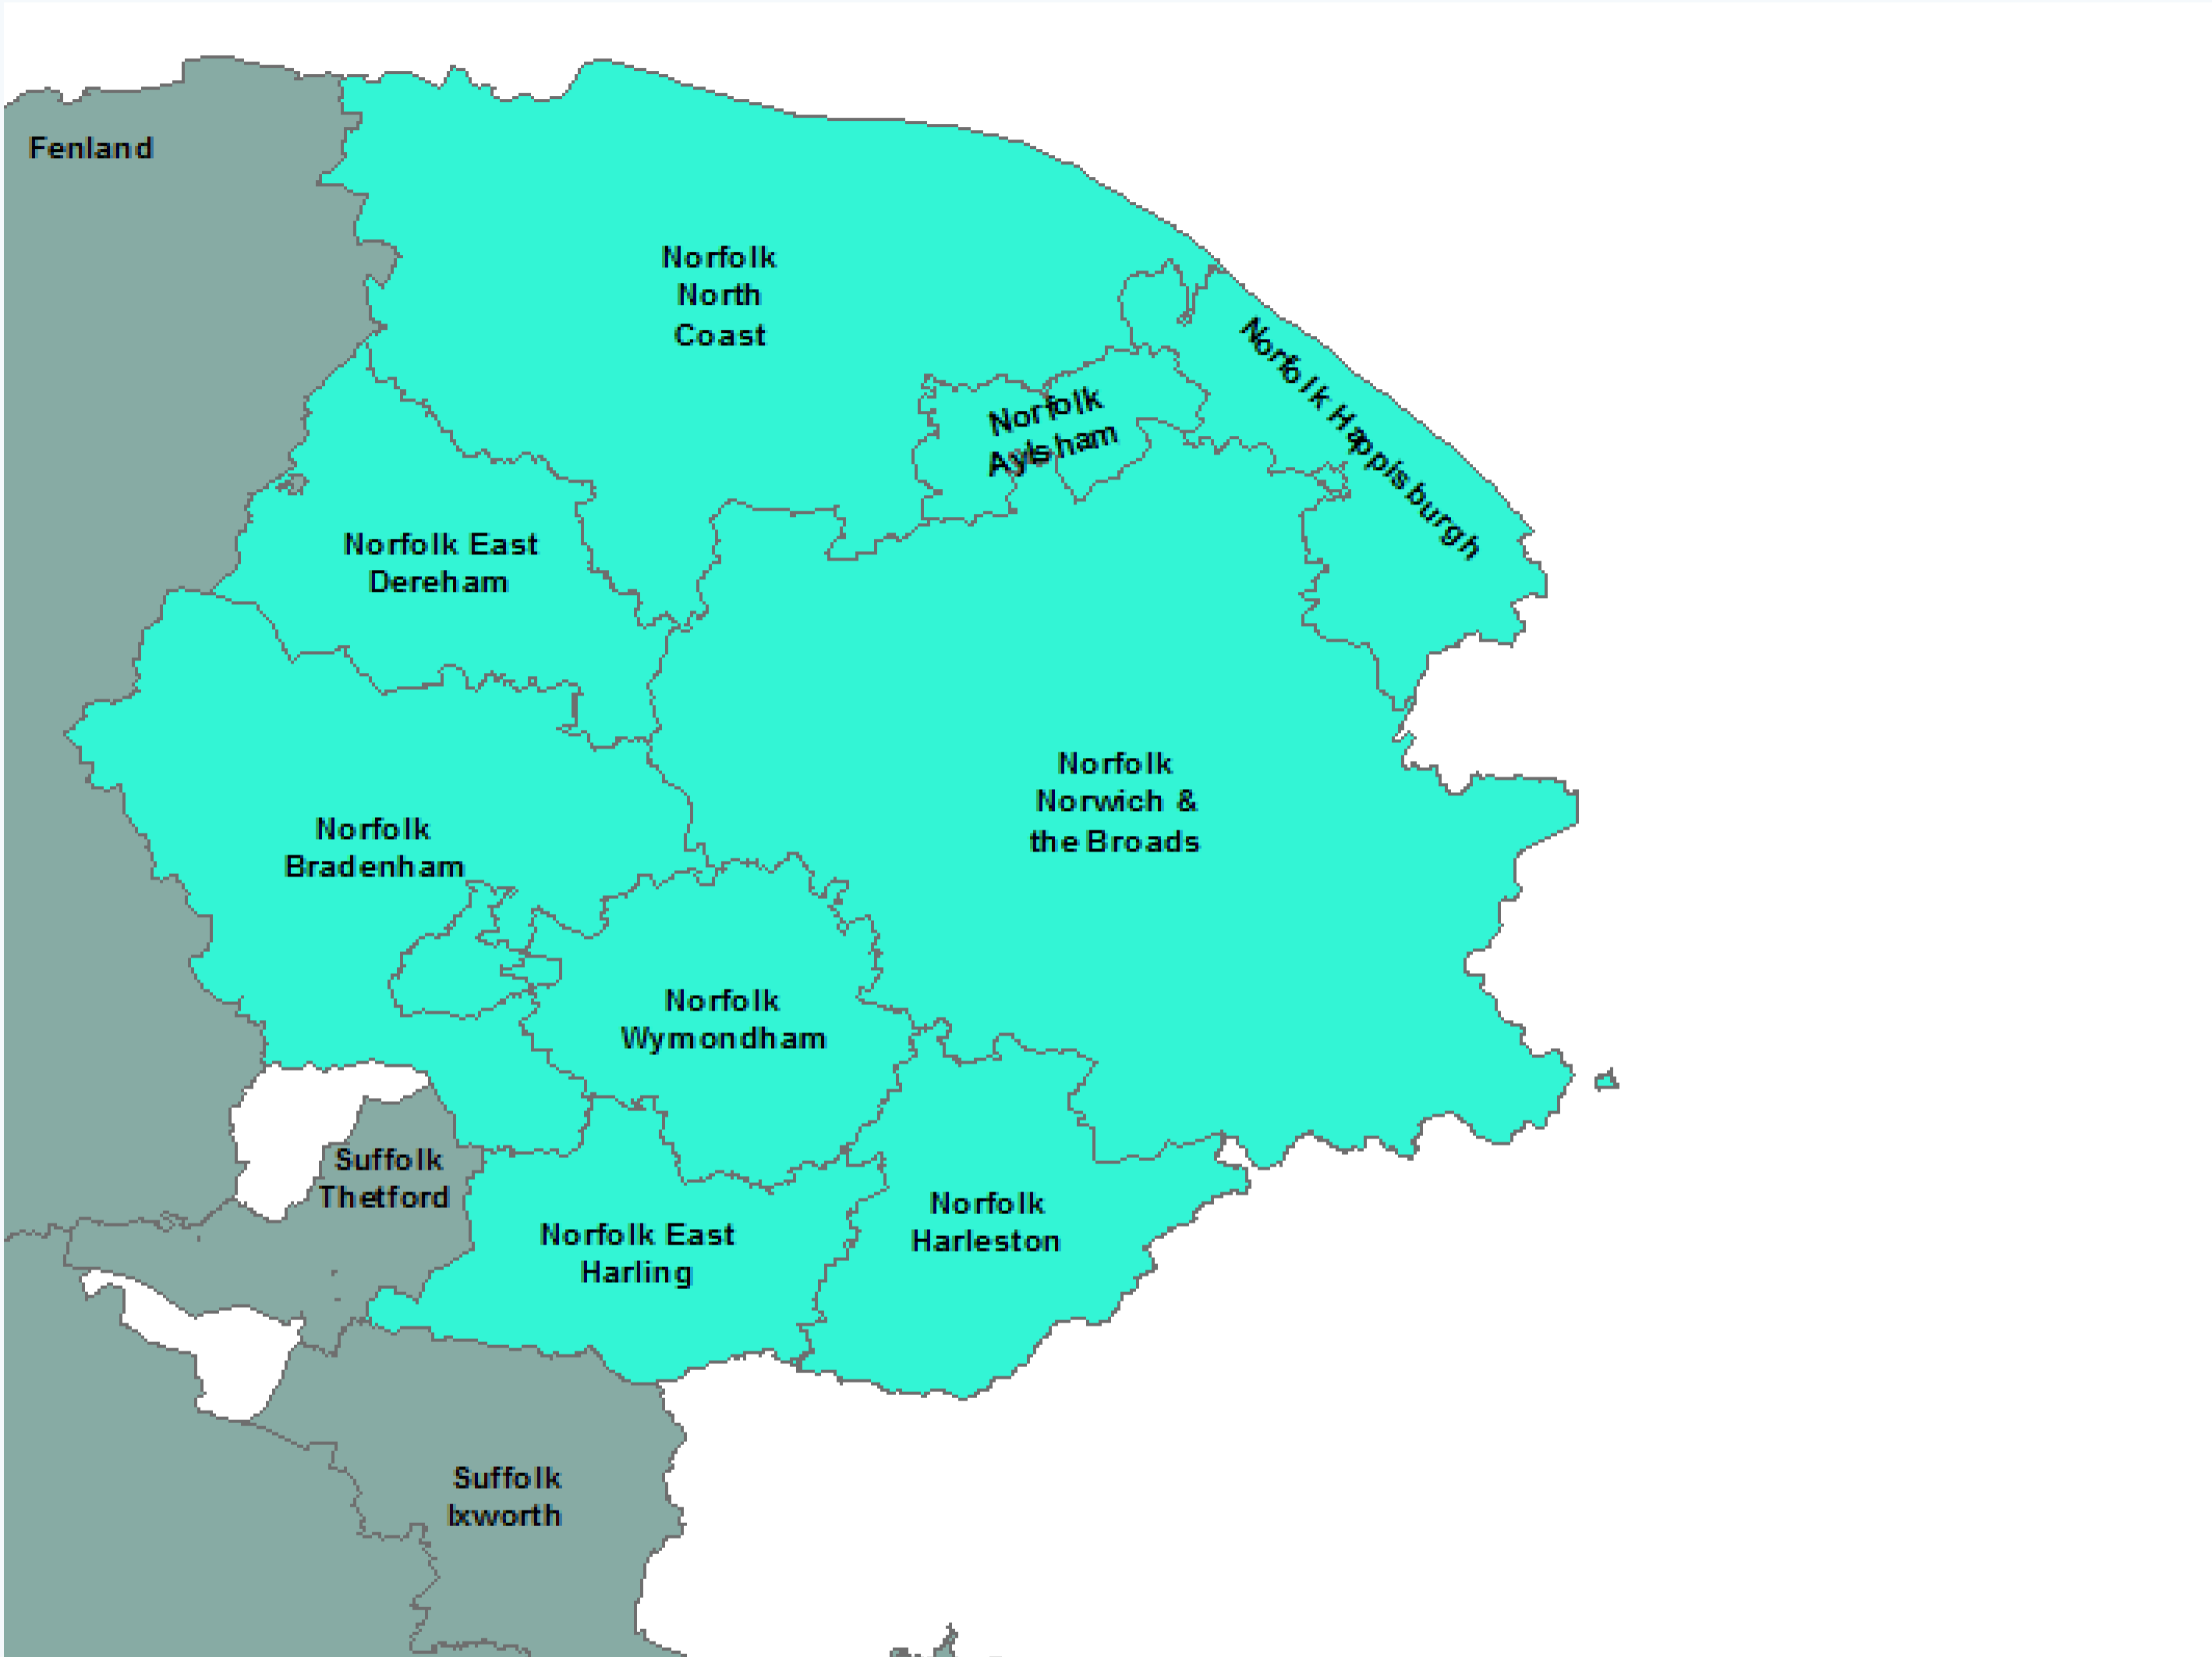 Fenland
Norfolk
North
Coast
Norfolk Happisburgh
Norfolk
Aylsham
Norfolk East
Dereham
Norfolk
Norwich &
the Broads
Norfolk
Bradenham
Norfolk
Wymondham
Suffolk
Thetford
Norfolk East
Harling
Norfolk
Harleston
Suffolk
Ixworth